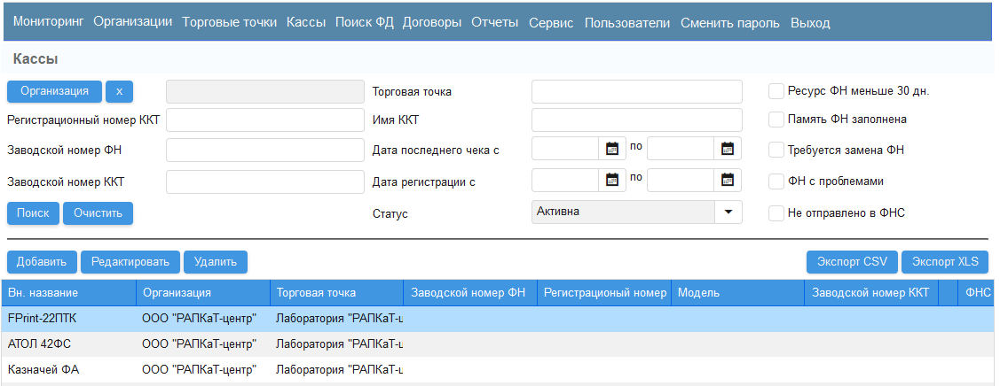 Мониторинг Организации Торговые точки Кассы Поиск ФД Договоры Отчеты Сервис Пользователи Сменить пароль Выход
Кассы
Организация x Торговая точка Ресурс ФН меньше 30 дн.
Регистрационный номер ККТ Имя ККТ Память ФН заполнена
Заводской номер ФН Дата последнего чека с по Требуется замена ФН
Заводской номер ККТ Дата регистрации с по ФН с проблемами
Поиск Очистить Статус Активна Не отправлено в ФНС
Добавить Редактировать Удалить Экспорт CSV Экспорт XLS
Вн. название Организация Торговая точка Заводской номер ФН Регистрационый номер Модель Заводской номер ККТ ФНС
FPrint-22ПТК ООО "РАПКаТ-центр" Лаборатория "РАПКаТ-ц
АТОЛ 42ФС ООО "РАПКаТ-центр" Лаборатория "РАПКаТ-ц
Казначей ФА ООО "РАПКаТ-центр" Лаборатория "РАПКаТ-ц